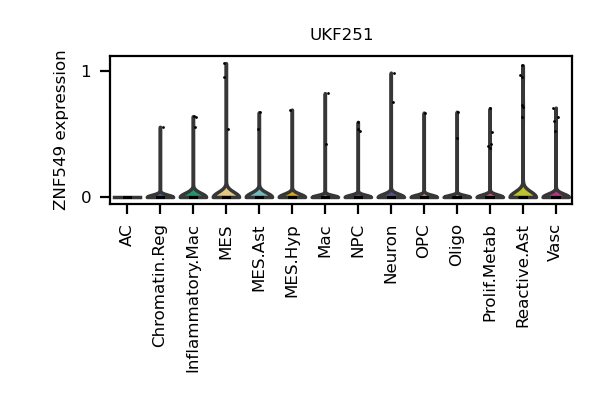 UKF251
ZNF549 expression
1
0
AC
Chromatin.Reg
Inflammatory.Mac
MES
MES.Ast
MES.Hyp
Mac
NPC
Neuron
OPC
Oligo
Prolif.Metab
Reactive.Ast
Vasc